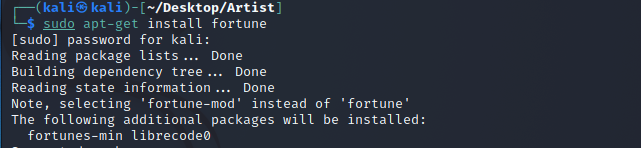 ┌──(kali㉿kali)-[~/Desktop/Artist]
└─$ sudo apt-get install fortune
[sudo] password for kali:
Reading package lists... Done
Building dependency tree... Done
Reading state information... Done
Note, selecting 'fortune-mod' instead of 'fortune'
The following additional packages will be installed:
  fortunes-min librecode0